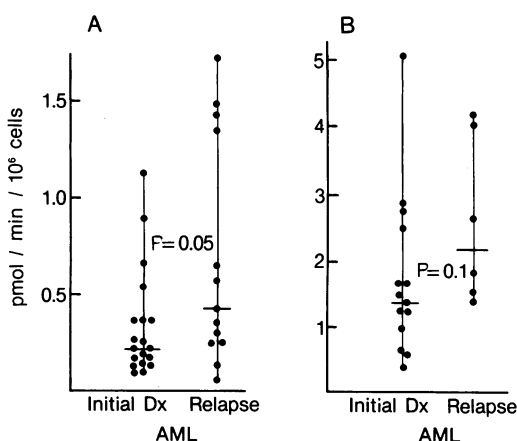 A
B
pmol / min / 10⁶ cells
1.5
1.0
0.5
P=0.05
5
4
3
2
1
P=0.1
Initial Dx Relapse
AML
Initial Dx Relapse
AML